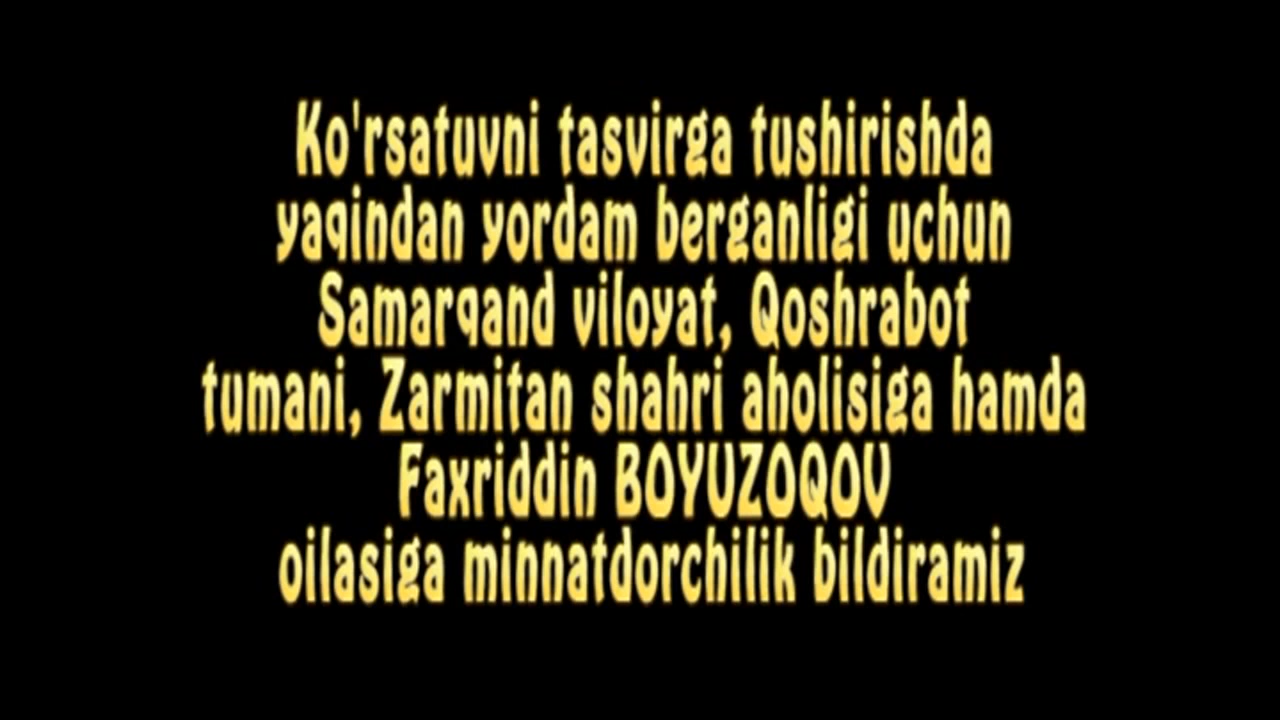 Ko'rsatuvni tasvirga tushirishda
yaqindan yordam berganligi uchun
Samarqand viloyat, Qoshrabot
tumani, Zarmitan shahri aholisiga hamda
Faxriddin BOYUZOQOV
oilasiga minnatdorchilik bildiramiz